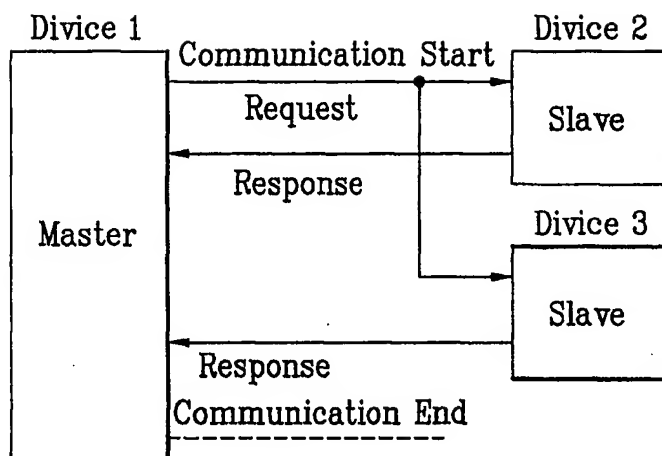 Divice 1
Communication Start
Divice 2
Request
Slave
Response
Master
Divice 3
Slave
Response
Communication End